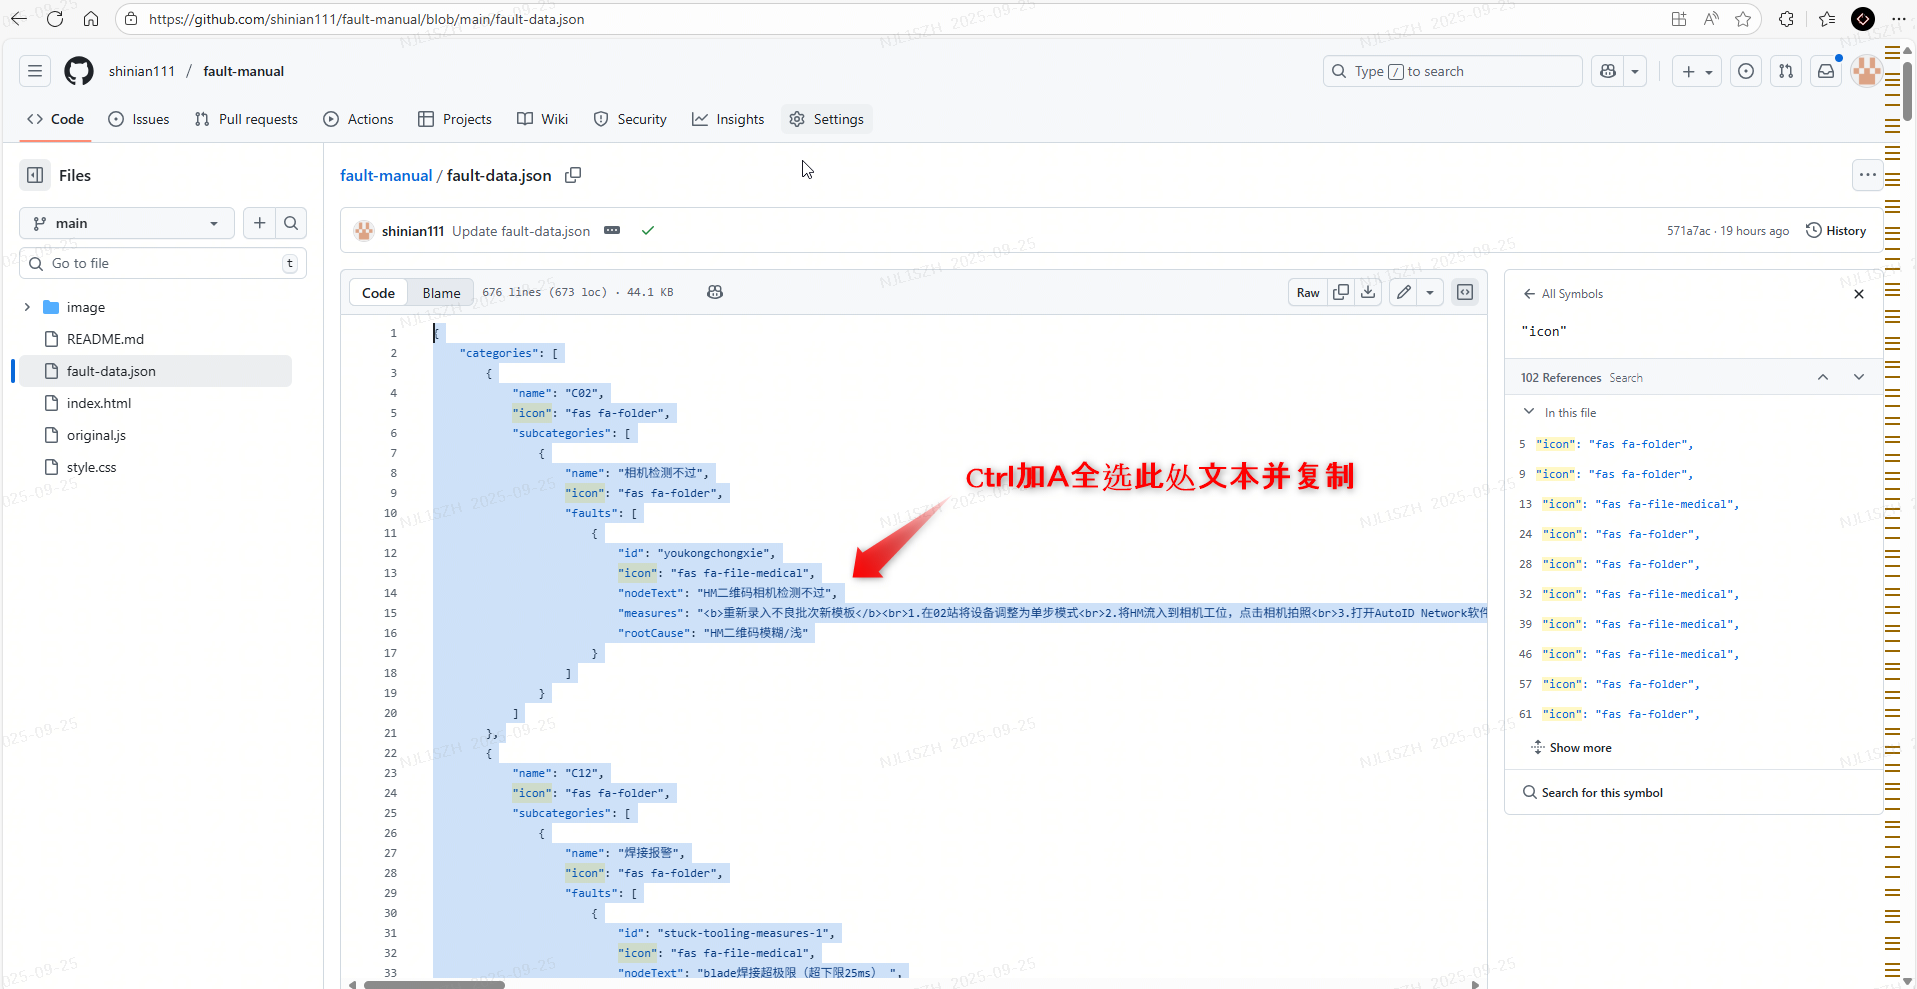 https://github.com/shinian111/fault-manual/blob/main/fault-data.json
shinian111 / fault-manual
Type / to search
Code
Issues
Pull requests
Actions
Projects
Wiki
Security
Insights
Settings
Files
main
Go to file
t
image
README.md
fault-data.json
index.html
original.js
style.css
fault-manual / fault-data.json
shinian111 Update fault-data.json
571a7ac · 19 hours ago
History
Code
Blame
676 lines (673 loc) · 44.1 KB
Raw
1 {
2 "categories": [
3 {
4 "name": "C02",
5 "icon": "fas fa-folder",
6 "subcategories": [
7 {
8 "name": "相机检测不过",
9 "icon": "fas fa-folder",
10 "faults": [
11 {
12 "id": "youkongchongxie",
13 "icon": "fas fa-file-medical",
14 "nodeText": "HM二维码相机检测不过",
15 "measures": "<b>重新录入不良批次新模板</b><br>1.在02站将设备调整为单步模式<br>2.将HM流入到相机工位，点击相机拍照<br>3.打开AutoID Network软件
16 "rootCause": "HM二维码模糊/浅"
17 }
18 ]
19 }
20 ]
21 },
22 {
23 "name": "C12",
24 "icon": "fas fa-folder",
25 "subcategories": [
26 {
27 "name": "焊接报警",
28 "icon": "fas fa-folder",
29 "faults": [
30 {
31 "id": "stuck-tooling-measures-1",
32 "icon": "fas fa-file-medical",
33 "nodeText": "blade焊接超极限（超下限25ms） ",
Ctrl加A全选此处文本并复制
All Symbols
"icon"
102 References Search
In this file
5 "icon": "fas fa-folder",
9 "icon": "fas fa-folder",
13 "icon": "fas fa-file-medical",
24 "icon": "fas fa-folder",
28 "icon": "fas fa-folder",
32 "icon": "fas fa-file-medical",
39 "icon": "fas fa-file-medical",
46 "icon": "fas fa-file-medical",
57 "icon": "fas fa-folder",
61 "icon": "fas fa-folder",
Show more
Search for this symbol
NJL1SZH 2025-09-25